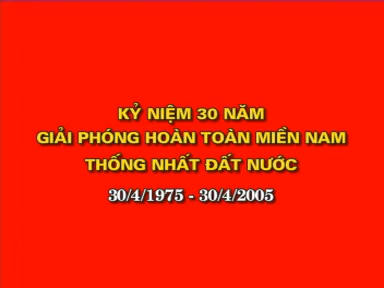 KỶ NIỆM 30 NĂM
GIẢI PHÓNG HOÀN TOÀN MIỀN NAM
THỐNG NHẤT ĐẤT NƯỚC
30/4/1975 - 30/4/2005